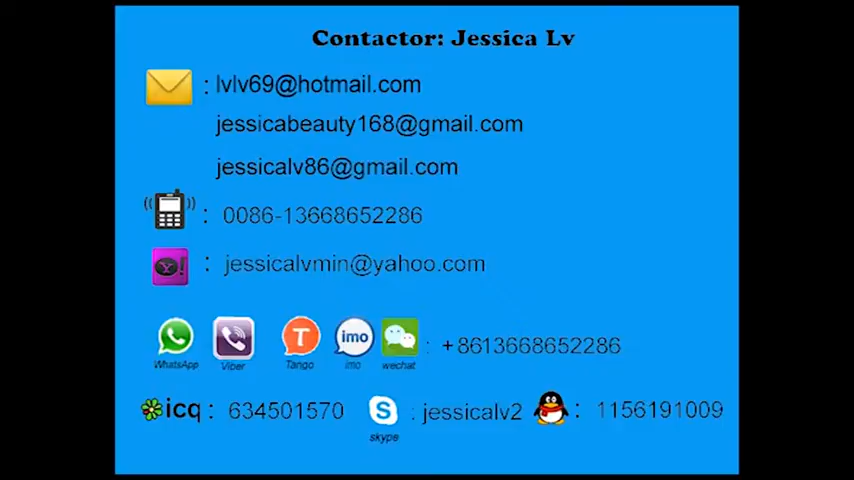 Contactor: Jessica Lv
: lvlv69@hotmail.com
jessicabeauty168@gmail.com
jessicalv86@gmail.com
: 0086-13668652286
Y! : jessicalvmin@yahoo.com
T imo : +8613668652286
WhatsApp Viber Tango imo wechat
icq : 634501570 S : jessicalv2 : 1156191009
skype